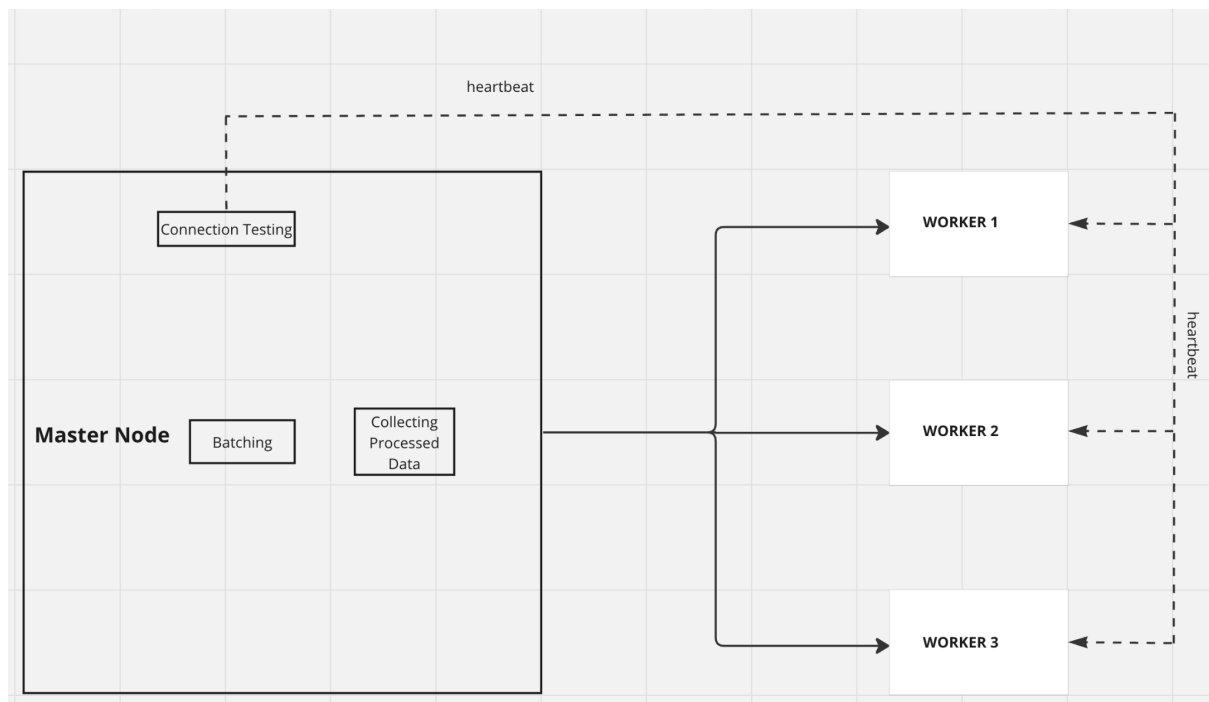 heartbeat
Connection Testing
WORKER 1
heartbeat
Master Node
Batching
Collecting
Processed
Data
WORKER 2
WORKER 3